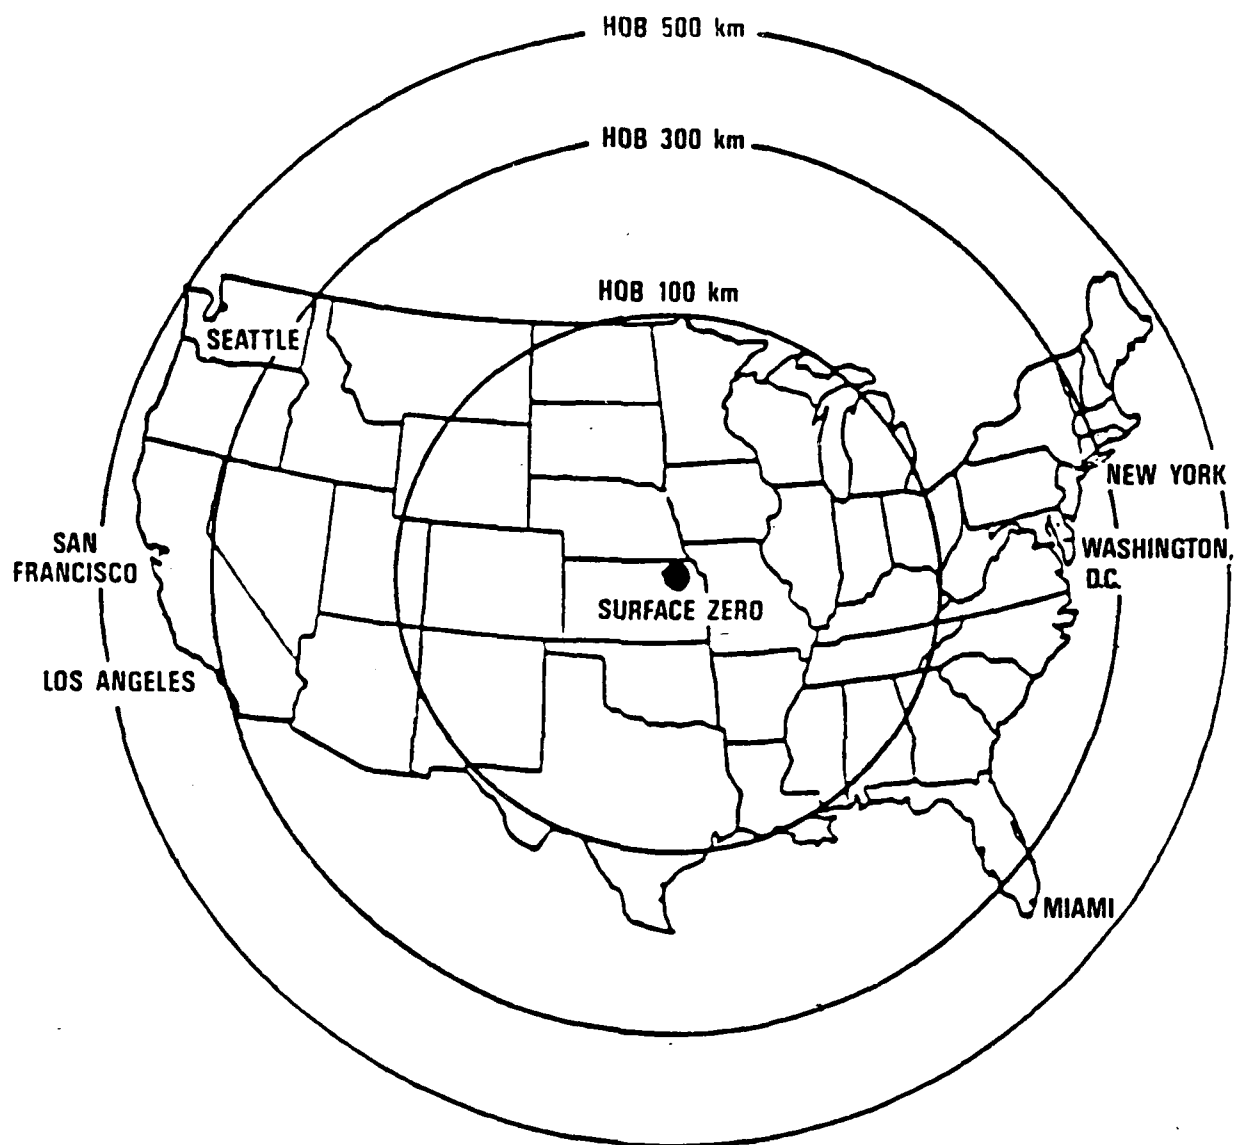 HOB 500 km
HOB 300 km
HOB 100 km
SEATTLE
NEW YORK
SAN
FRANCISCO
WASHINGTON,
D.C.
SURFACE ZERO
LOS ANGELES
MIAMI